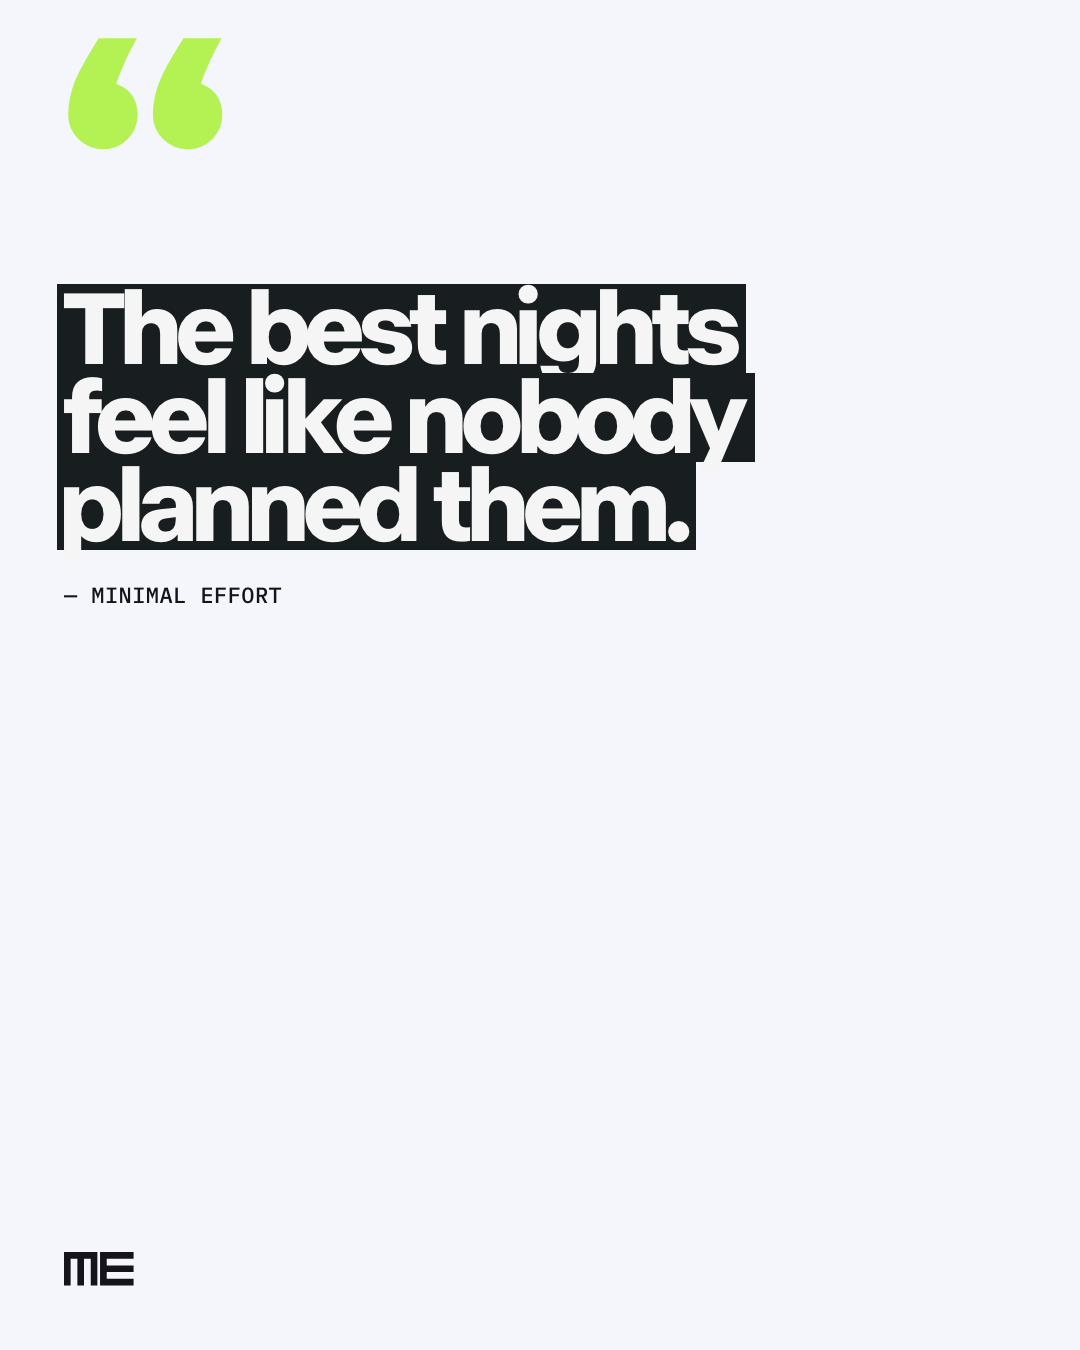 “
The best nights
feel like nobody
planned them.
— MINIMAL EFFORT
ME